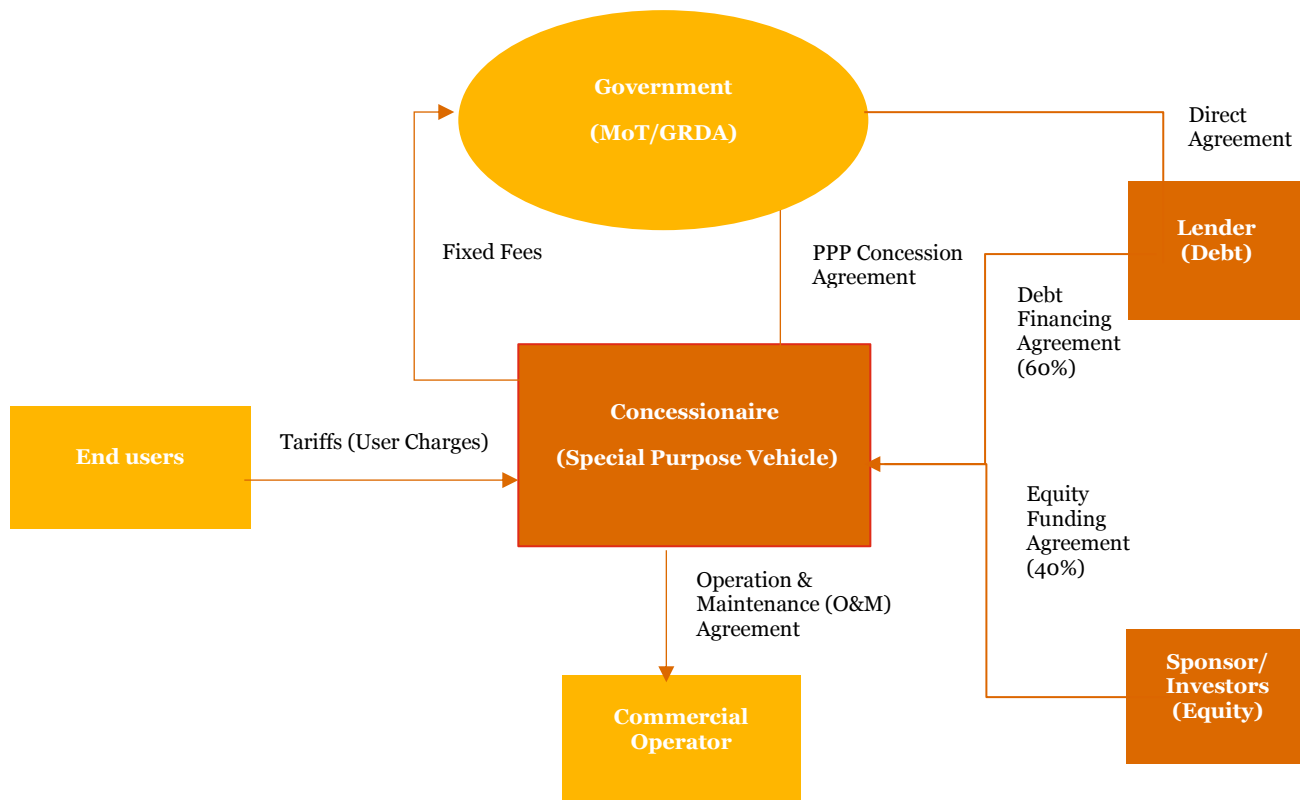 Government
(MoT/GRDA)
Direct
Agreement
Lender
(Debt)
Fixed Fees
PPP Concession
Agreement
Debt
Financing
Agreement
(60%)
Concessionaire
(Special Purpose Vehicle)
End users
Tariffs (User Charges)
Equity
Funding
Agreement
(40%)
Operation &
Maintenance (O&M)
Agreement
Sponsor/
Investors
(Equity)
Commercial
Operator